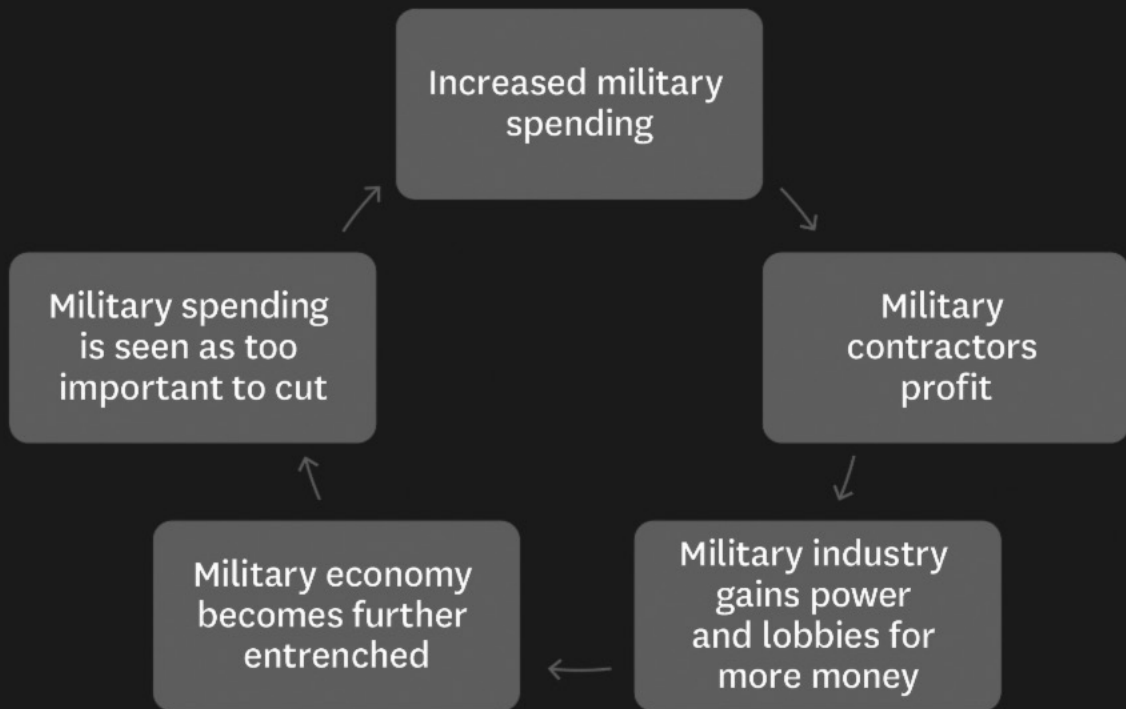 Increased military
spending
Military
contractors
profit
Military industry
gains power
and lobbies for
more money
Military economy
becomes further
entrenched
Military spending
is seen as too
important to cut